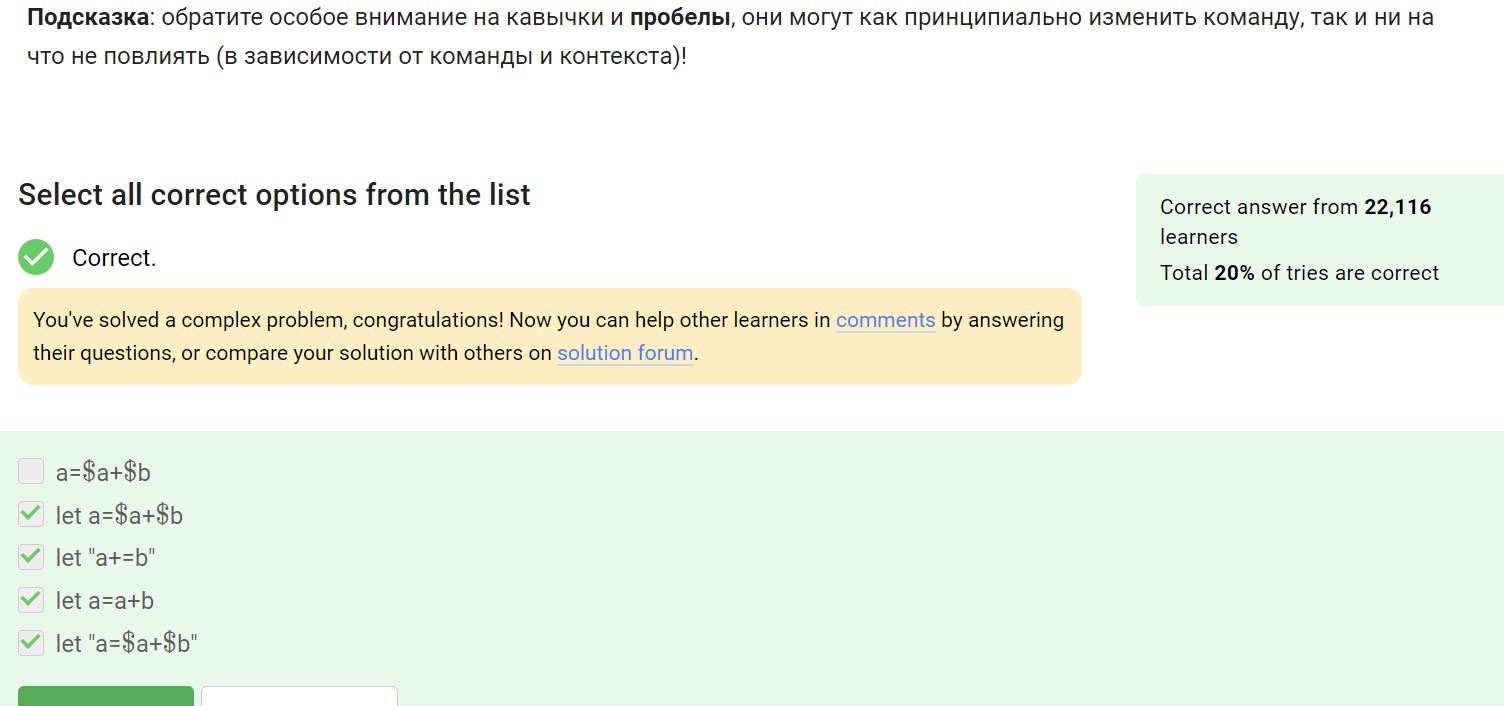 Подсказка: обратите особое внимание на кавычки и пробелы, они могут как принципиально изменить команду, так и ни на
что не повлиять (в зависимости от команды и контекста)!
Select all correct options from the list
Correct.
You've solved a complex problem, congratulations! Now you can help other learners in comments by answering
their questions, or compare your solution with others on solution forum.
Correct answer from 22,116
learners
Total 20% of tries are correct
a=$a+$b
let a=$a+$b
let "a+=b"
let a=a+b
let "a=$a+$b"